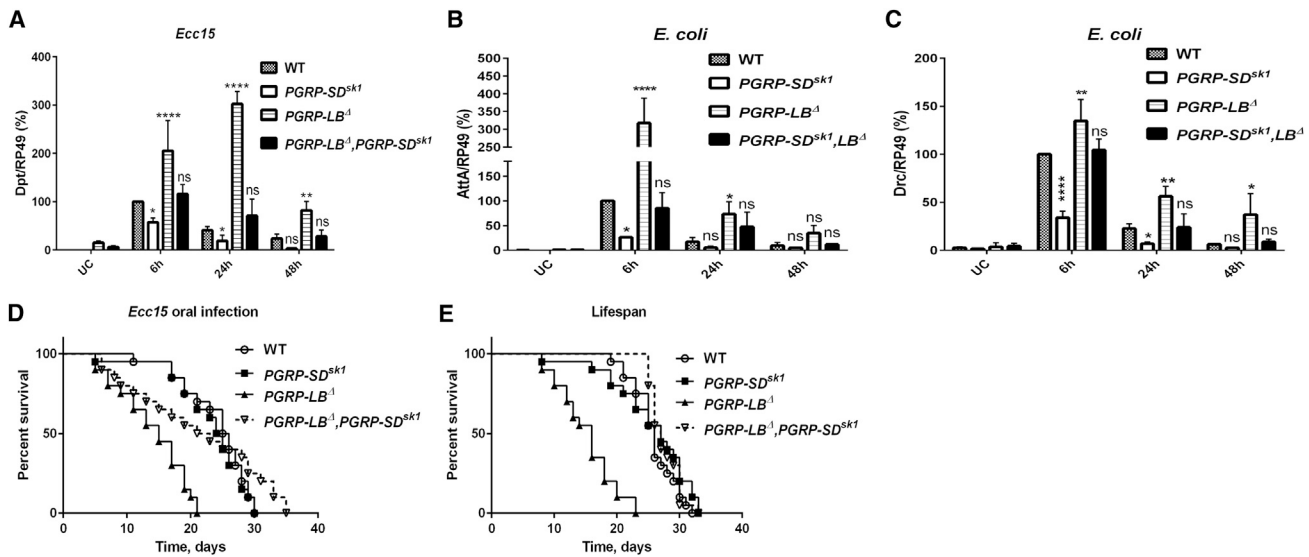 A
Ecc15
Dpt/RP49 (%)
400
300
200
100
0
WT
PGRP-SD^sk1
PGRP-LB^Δ
PGRP-LB^Δ,PGRP-SD^sk1
****
*
ns
****
*
ns
**
ns
ns
UC
6h
24h
48h
B
E. coli
AttA/RP49 (%)
500
450
400
350
300
250
150
100
50
0
WT
PGRP-SD^sk1
PGRP-LB^Δ
PGRP-SD^sk1,LB^Δ
****
*
ns
*
ns
ns
ns
ns
ns
UC
6h
24h
48h
C
E. coli
Drc/RP49 (%)
200
150
100
50
0
WT
PGRP-SD^sk1
PGRP-LB^Δ
PGRP-SD^sk1,LB^Δ
****
**
ns
*
**
ns
ns
*
ns
UC
6h
24h
48h
D
Ecc15 oral infection
Percent survival
100
50
0
WT
PGRP-SD^sk1
PGRP-LB^Δ
PGRP-LB^Δ,PGRP-SD^sk1
0
10
20
30
40
Time, days
E
Lifespan
Percent survival
100
50
0
WT
PGRP-SD^sk1
PGRP-LB^Δ
PGRP-LB^Δ,PGRP-SD^sk1
0
10
20
30
40
Time, days